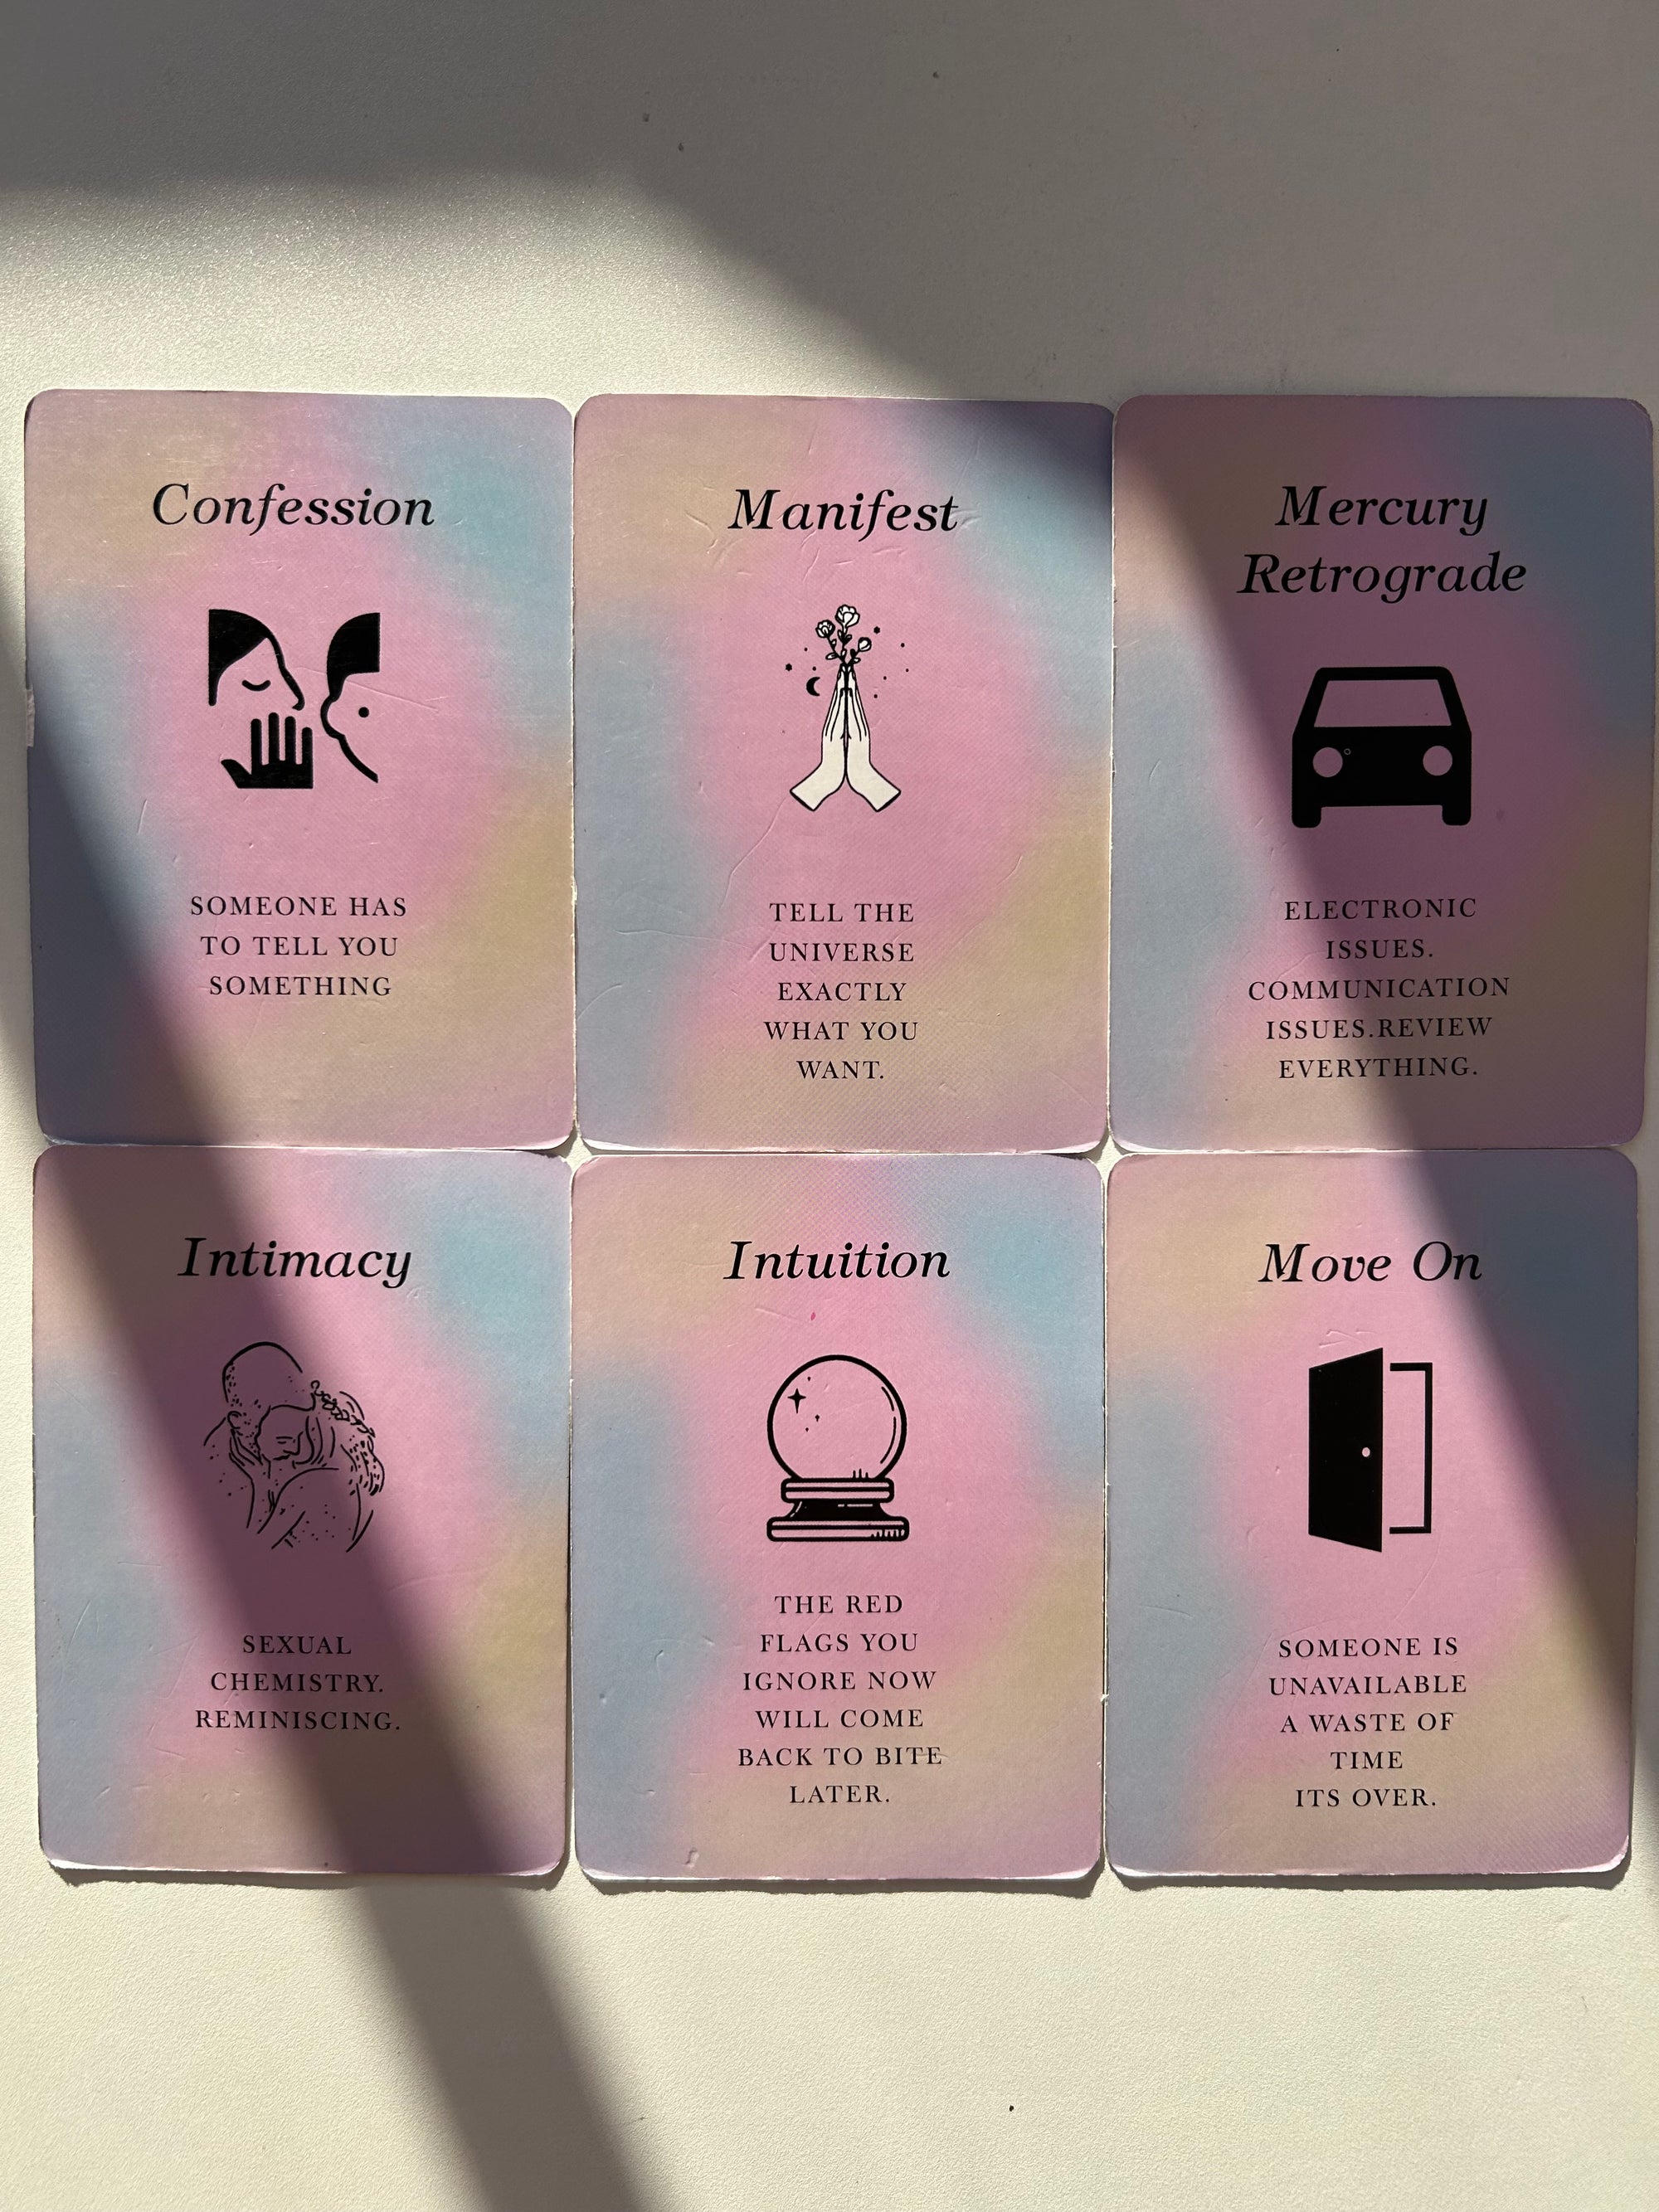 Confession
SOMEONE HAS
TO TELL YOU
SOMETHING
Manifest
TELL THE
UNIVERSE
EXACTLY
WHAT YOU
WANT.
Mercury
Retrograde
ELECTRONIC
ISSUES.
COMMUNICATION
ISSUES.REVIEW
EVERYTHING.
Intimacy
SEXUAL
CHEMISTRY.
REMINISCING.
Intuition
THE RED
FLAGS YOU
IGNORE NOW
WILL COME
BACK TO BITE
LATER.
Move On
SOMEONE IS
UNAVAILABLE
A WASTE OF
TIME
ITS OVER.